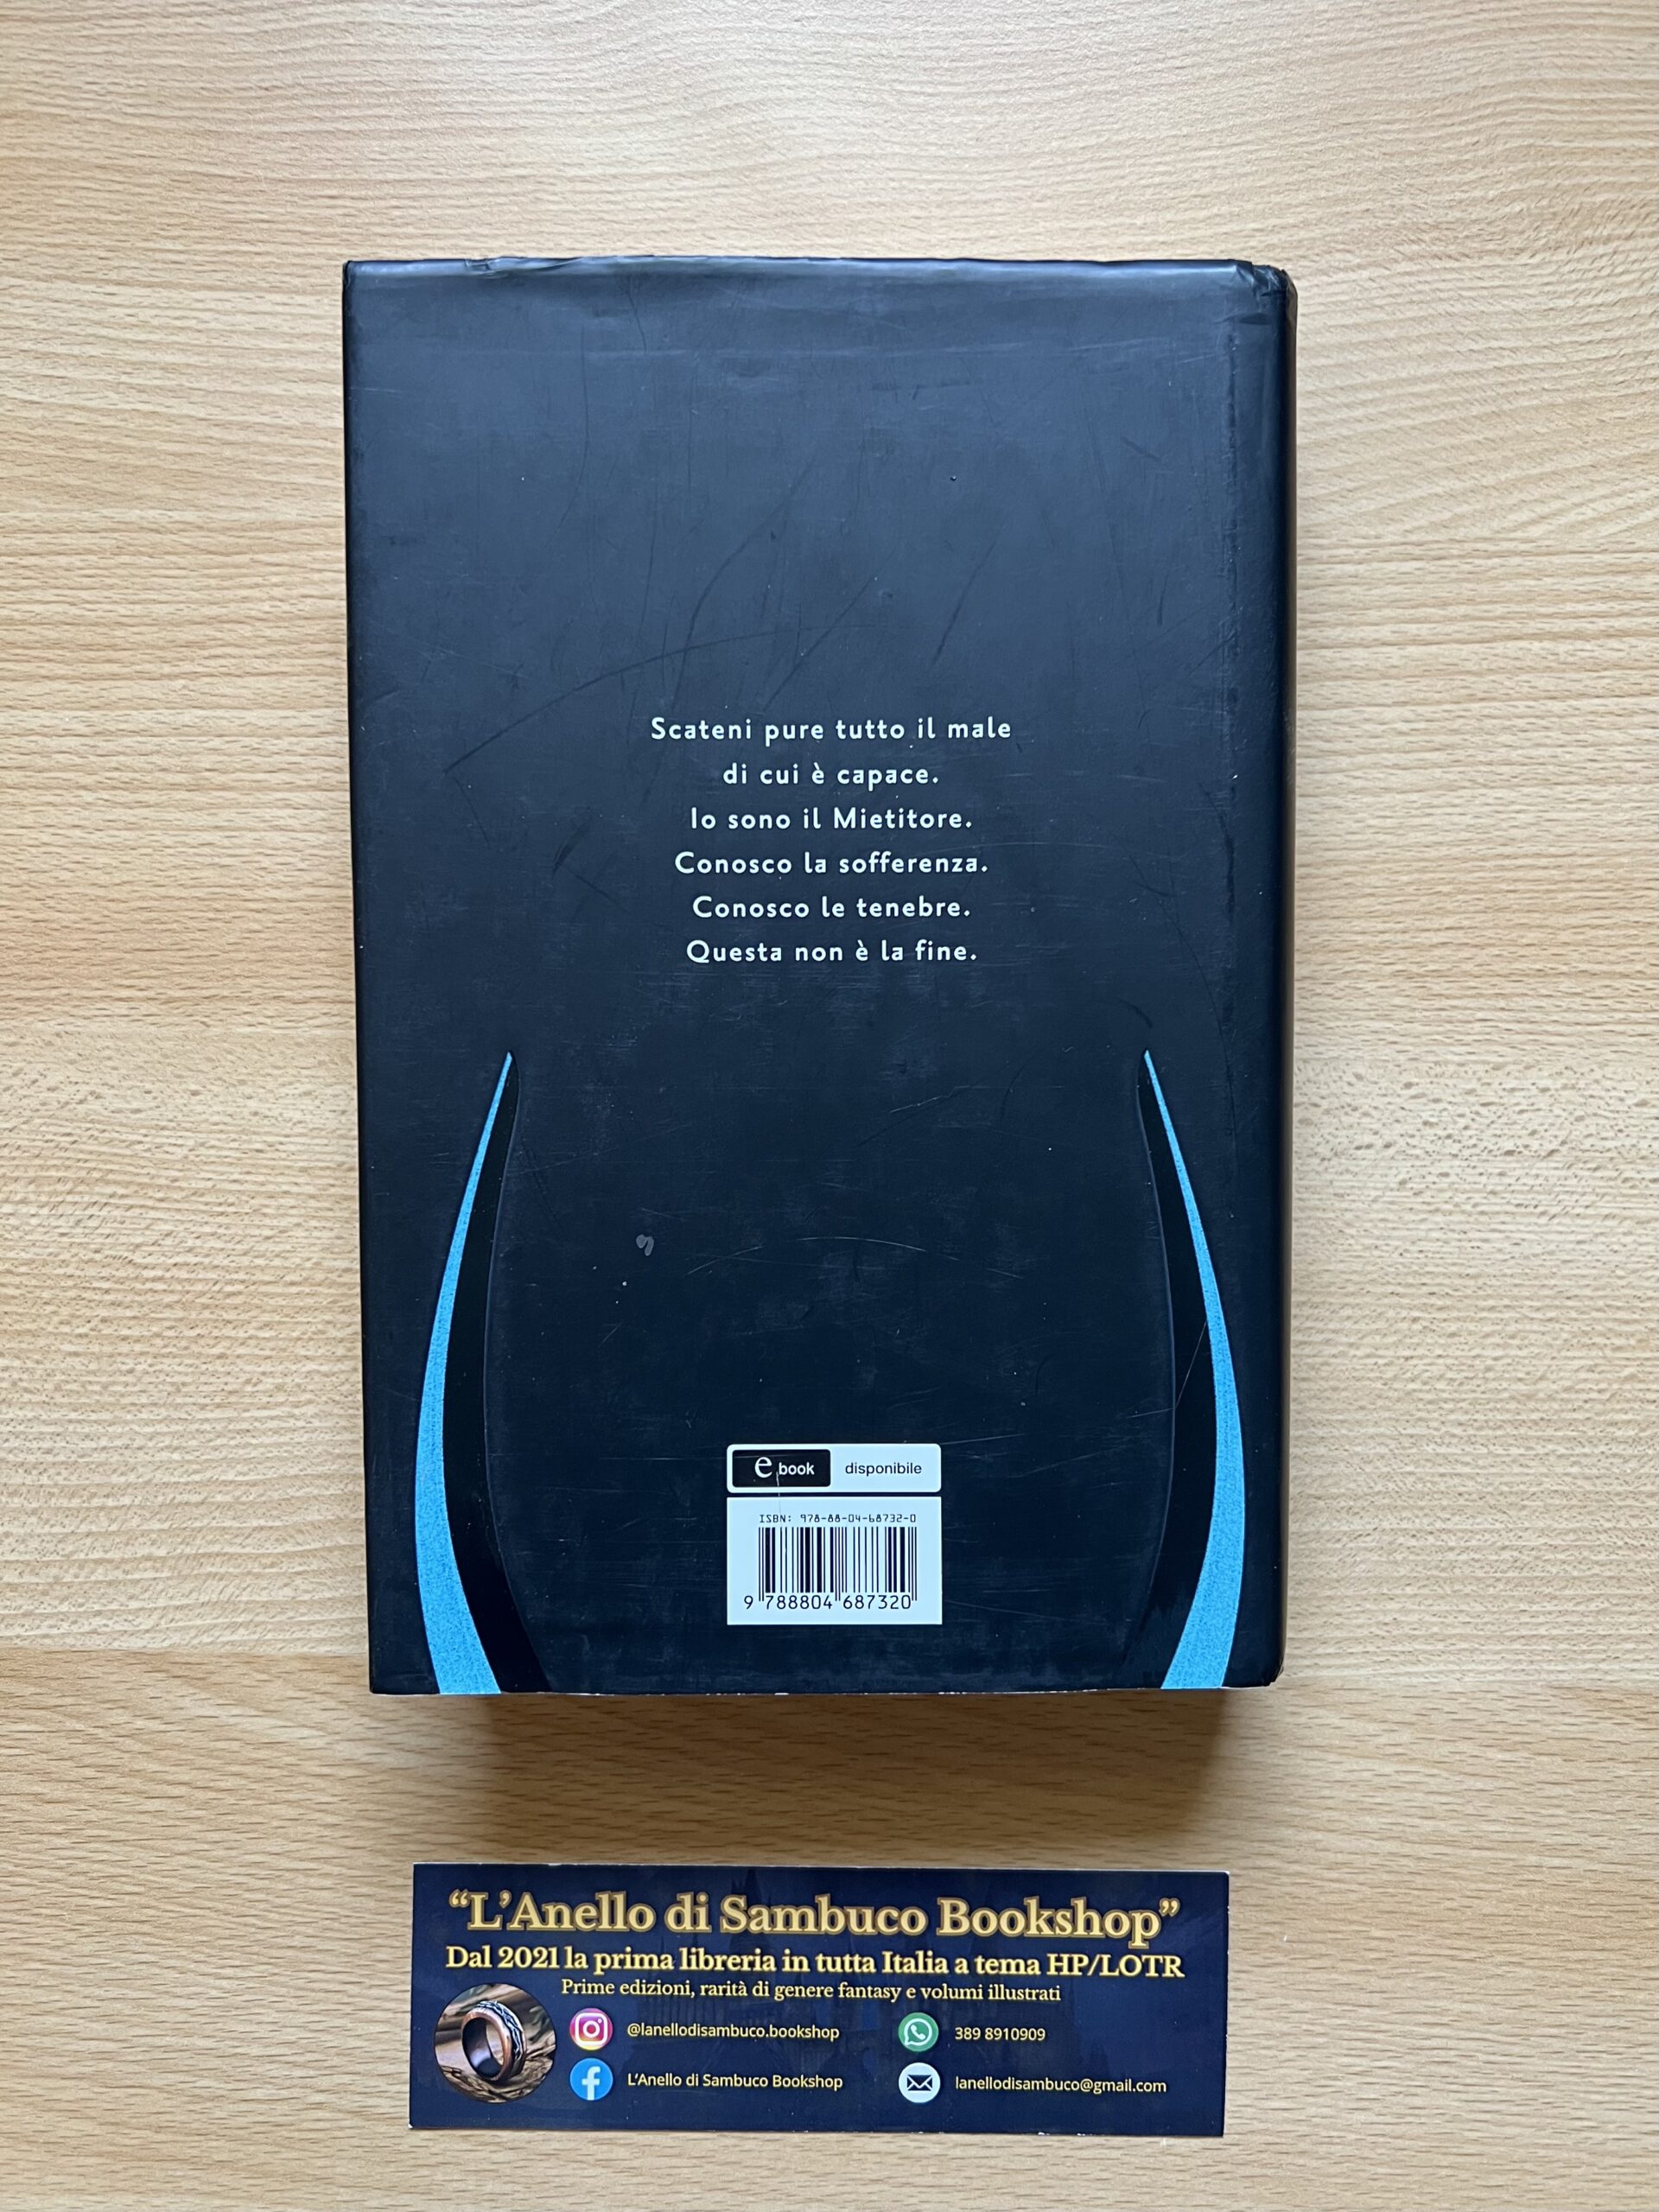 Scateni pure tutto il male
di cui è capace.
Io sono il Mietitore.
Conosco la sofferenza.
Conosco le tenebre.
Questa non è la fine.
e book disponibile
ISBN: 978-88-04-68732-0
9 788804 687320
“L’Anello di Sambuco Bookshop”
Dal 2021 la prima libreria in tutta Italia a tema HP/LOTR
Prime edizioni, rarità di genere fantasy e volumi illustrati
@lanellodisambuco.bookshop
389 8910909
L’Anello di Sambuco Bookshop
lanellodisambuco@gmail.com